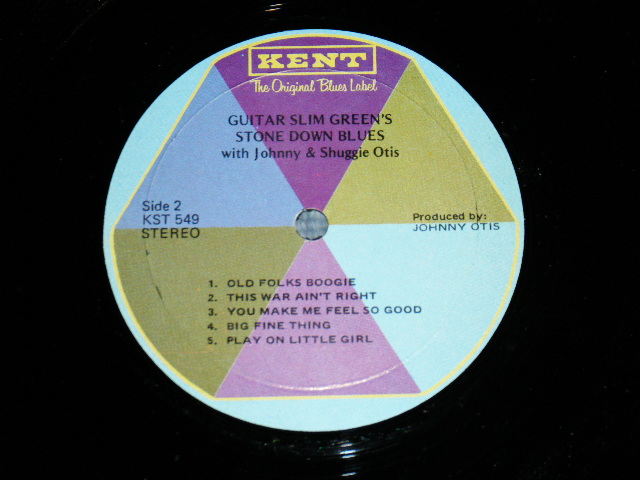 KENT
The Original Blues Label
GUITAR SLIM GREEN'S
STONE DOWN BLUES
with Johnny & Shuggie Otis
Side 2
KST 549
STEREO
Produced by:
JOHNNY OTIS
1. OLD FOLKS BOOGIE
2. THIS WAR AIN'T RIGHT
3. YOU MAKE ME FEEL SO GOOD
4. BIG FINE THING
5. PLAY ON LITTLE GIRL